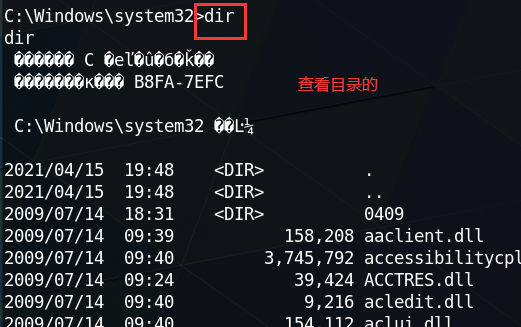 C:\Windows\system32>dir
dir
C
B8FA-7EFC
查看目录的
C:\Windows\system32
2021/04/15 19:48 <DIR> .
2021/04/15 19:48 <DIR> ..
2009/07/14 18:31 <DIR> 0409
2009/07/14 09:39 158,208 aaclient.dll
2009/07/14 09:40 3,745,792 accessibilitycpl
2009/07/14 09:24 39,424 ACCTRES.dll
2009/07/14 09:40 9,216 acledit.dll
2009/07/14 09:40 154,112 aclui.dll